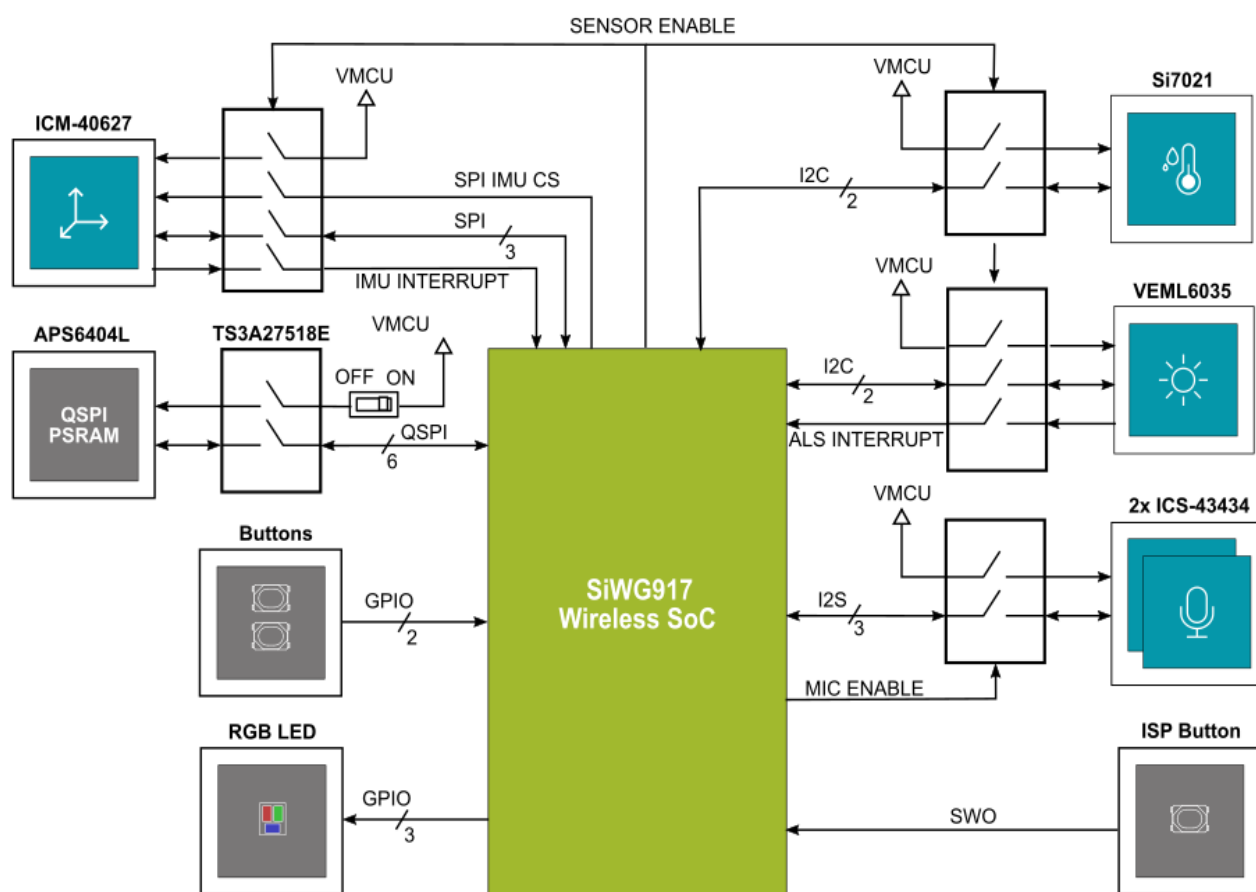 SENSOR ENABLE
VMCU
VMCU
Si7021
ICM-40627
SPI IMU CS
I2C
2
SPI
3
IMU INTERRUPT
VMCU
VEML6035
APS6404L
TS3A27518E
VMCU
OFF ON
I2C
2
QSPI
PSRAM
QSPI
6
ALS INTERRUPT
VMCU
2x ICS-43434
Buttons
GPIO
2
SiWG917
Wireless SoC
I2S
3
MIC ENABLE
RGB LED
ISP Button
GPIO
3
SWO